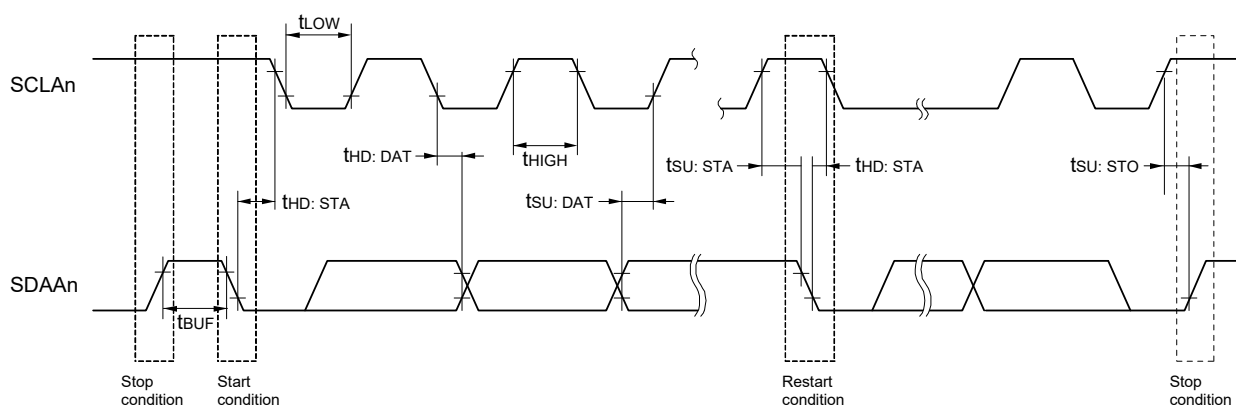 tLOW
SCLAn
tHD: DAT
tHIGH
tSU: STA
tHD: STA
tSU: STO
tHD: STA
tSU: DAT
SDAAn
tBUF
Stop
condition
Start
condition
Restart
condition
Stop
condition